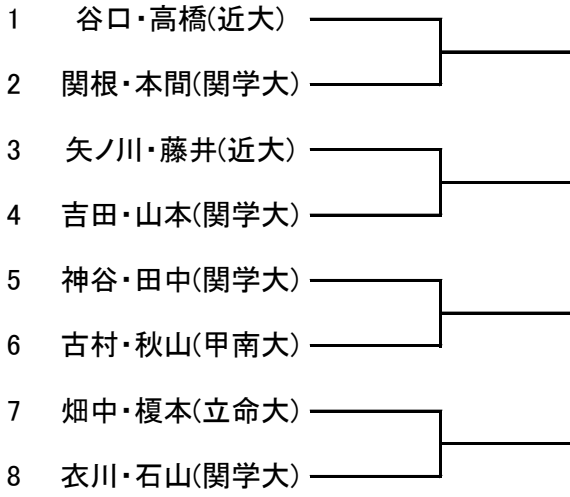 1 谷口・高橋(近大)
2 関根・本間(関学大)
3 矢ノ川・藤井(近大)
4 吉田・山本(関学大)
5 神谷・田中(関学大)
6 古村・秋山(甲南大)
7 畑中・榎本(立命大)
8 衣川・石山(関学大)